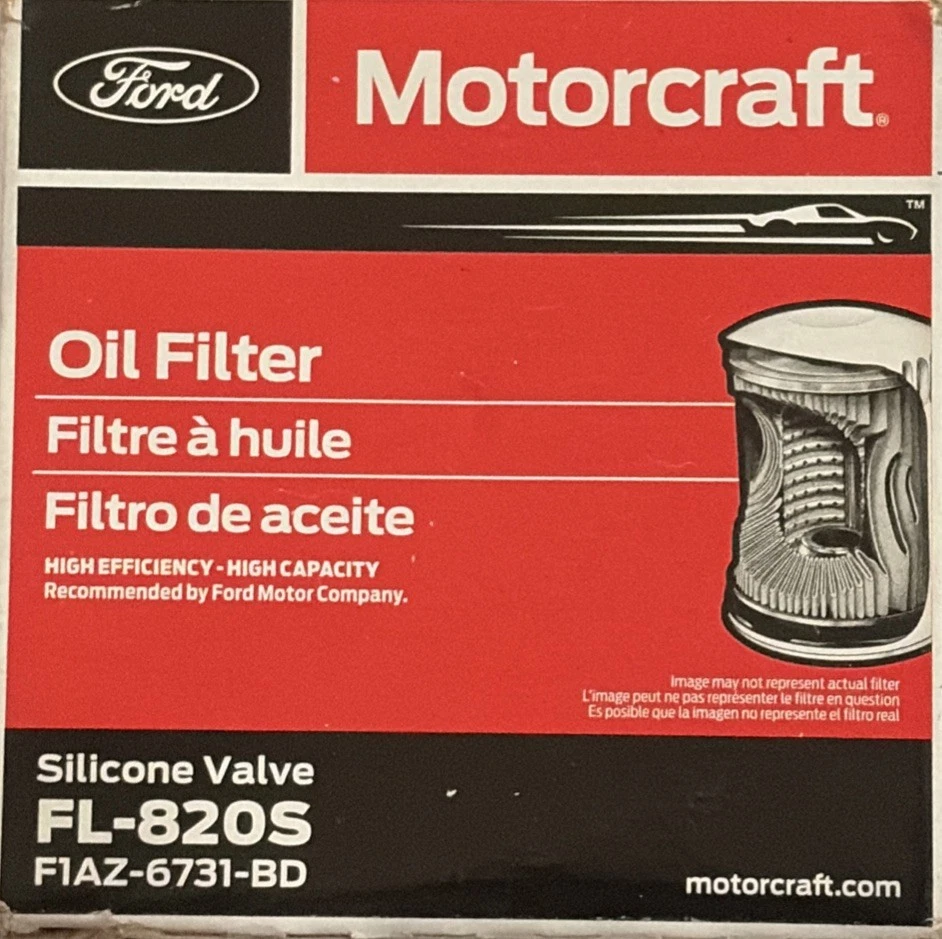 Ford
Motorcraft®
TM
Oil Filter
Filtre à huile
Filtro de aceite
HIGH EFFICIENCY - HIGH CAPACITY
Recommended by Ford Motor Company.
Image may not represent actual filter
L'image peut ne pas représenter le filtre en question
Es posible que la imagen no represente el filtro real
Silicone Valve
FL-820S
F1AZ-6731-BD
motorcraft.com